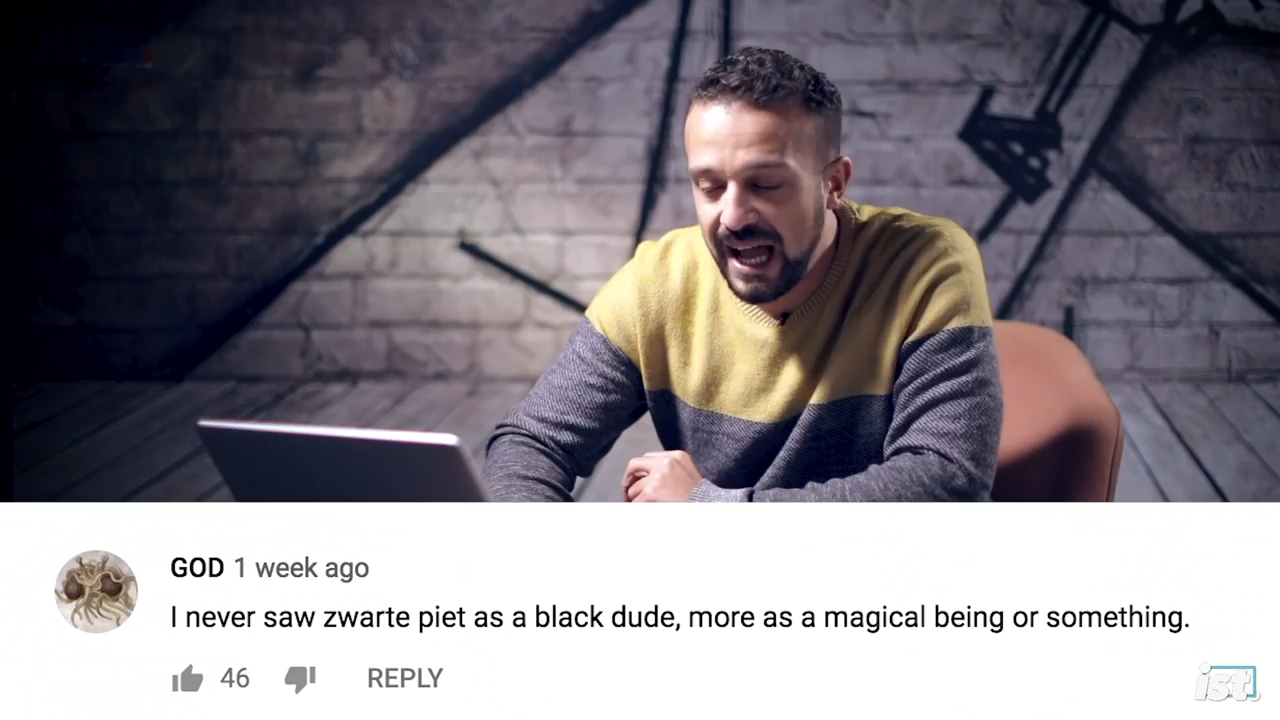 GOD 1 week ago
I never saw zwarte piet as a black dude, more as a magical being or something.
46 REPLY
ist.